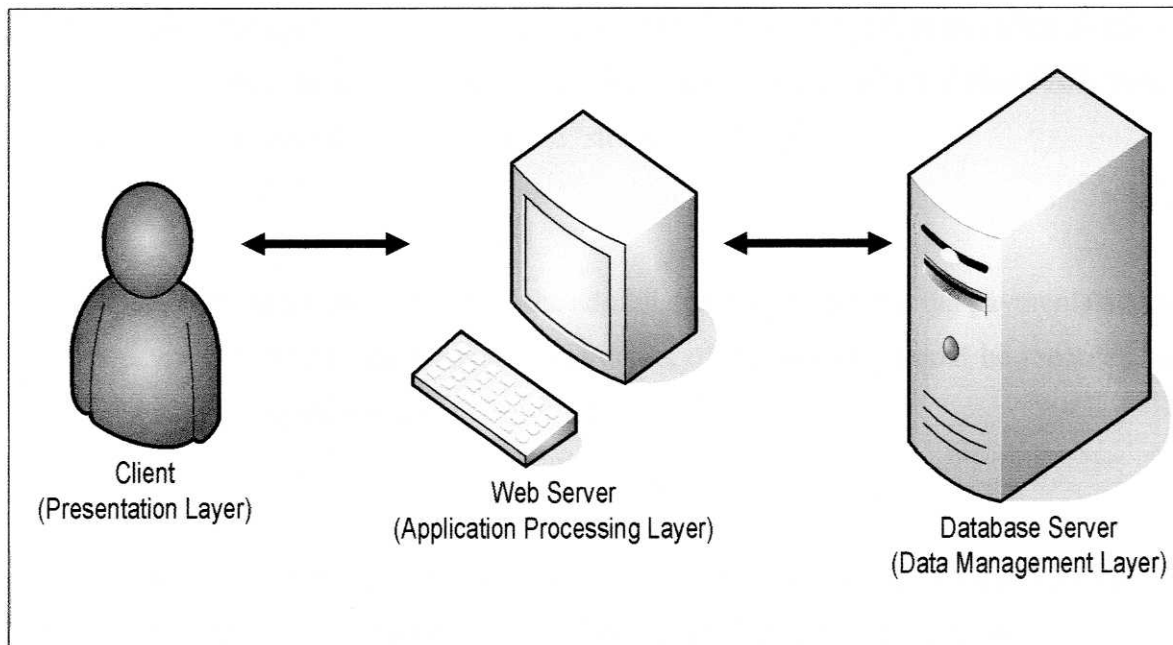 Client
(Presentation Layer)
Web Server
(Application Processing Layer)
Database Server
(Data Management Layer)